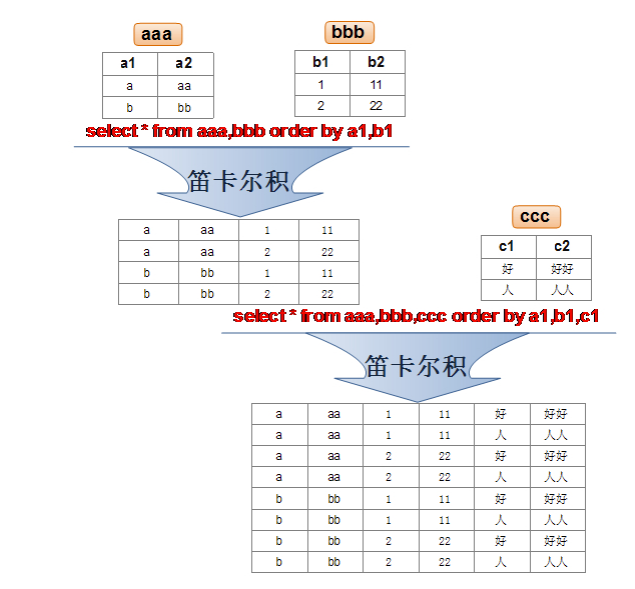 aaa bbb
a1 a2 b1 b2
a aa 1 11
b bb 2 22
select * from aaa,bbb order by a1,b1
笛卡尔积
a aa 1 11
a aa 2 22
b bb 1 11
b bb 2 22
ccc
c1 c2
好 好好
人 人人
select * from aaa,bbb,ccc order by a1,b1,c1
笛卡尔积
a aa 1 11 好 好好
a aa 1 11 人 人人
a aa 2 22 好 好好
a aa 2 22 人 人人
b bb 1 11 好 好好
b bb 1 11 人 人人
b bb 2 22 好 好好
b bb 2 22 人 人人